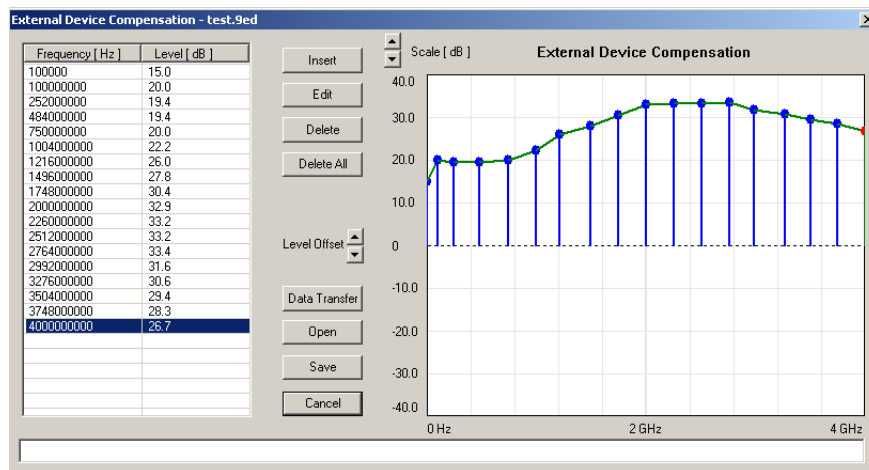 External Device Compensation - test.9ed
Frequency [ Hz ] Level [ dB ]
100000 15.0
100000000 20.0
252000000 19.4
484000000 19.4
750000000 20.0
1004000000 22.2
1216000000 26.0
1496000000 27.8
1748000000 30.4
2000000000 32.9
2260000000 33.2
2512000000 33.2
2764000000 33.4
2992000000 31.6
3276000000 30.6
3504000000 29.4
3748000000 28.3
4000000000 26.7
Insert
Edit
Delete
Delete All
Level Offset
Data Transfer
Open
Save
Cancel
Scale [ dB ] External Device Compensation
40.0
30.0
20.0
10.0
0
-10.0
-20.0
-30.0
-40.0
0 Hz 2 GHz 4 GHz